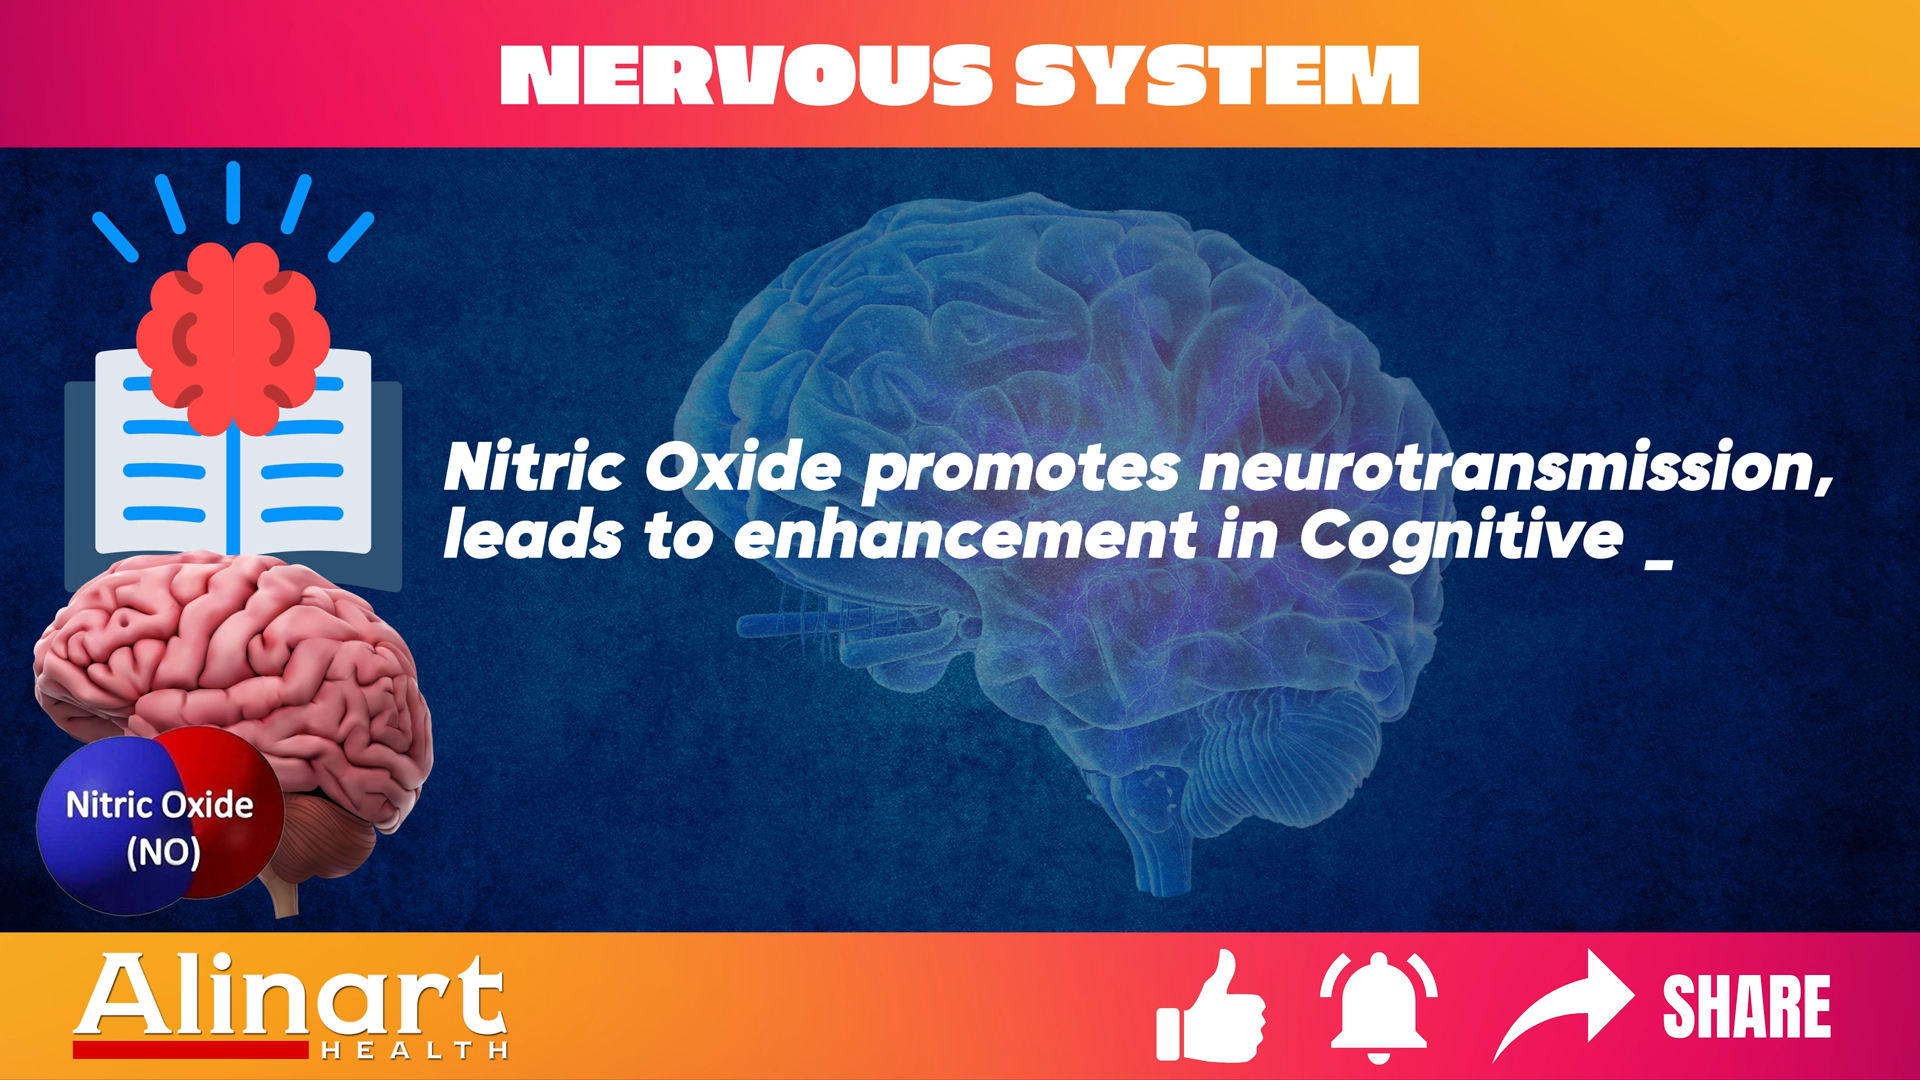 NERVOUS SYSTEM
Nitric Oxide promotes neurotransmission,
leads to enhancement in Cognitive _
Nitric Oxide
(NO)
Alinart
HEALTH
SHARE